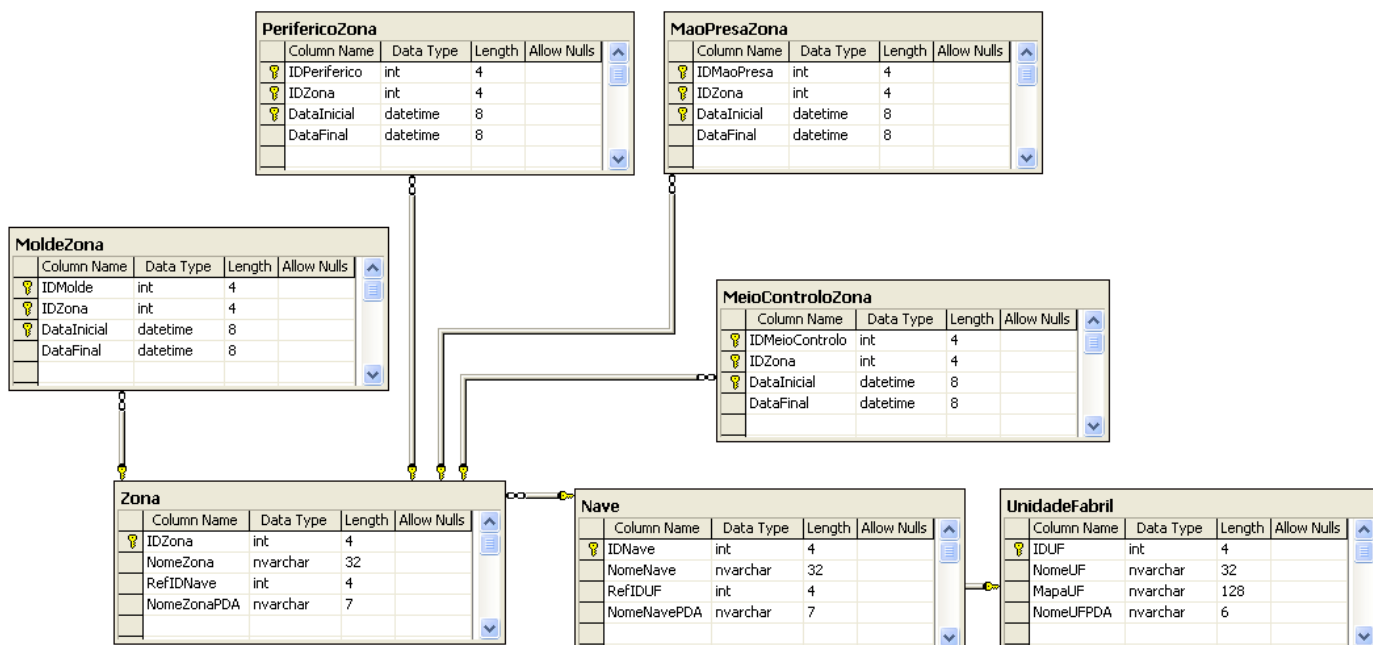 PerifericoZona
Column Name Data Type Length Allow Nulls
IDPeriferico int 4
IDZona int 4
DataInicial datetime 8
DataFinal datetime 8
MaoPresaZona
Column Name Data Type Length Allow Nulls
IDMaoPresa int 4
IDZona int 4
DataInicial datetime 8
DataFinal datetime 8
MoldeZona
Column Name Data Type Length Allow Nulls
IDMolde int 4
IDZona int 4
DataInicial datetime 8
DataFinal datetime 8
MeioControloZona
Column Name Data Type Length Allow Nulls
IDMeioControlo int 4
IDZona int 4
DataInicial datetime 8
DataFinal datetime 8
Zona
Column Name Data Type Length Allow Nulls
IDZona int 4
NomeZona nvarchar 32
RefIDNave int 4
NomeZonaPDA nvarchar 7
Nave
Column Name Data Type Length Allow Nulls
IDNave int 4
NomeNave nvarchar 32
RefIDUF int 4
NomeNavePDA nvarchar 7
UnidadeFabril
Column Name Data Type Length Allow Nulls
IDUF int 4
NomeUF nvarchar 32
MapaUF nvarchar 128
NomeUFPDA nvarchar 6